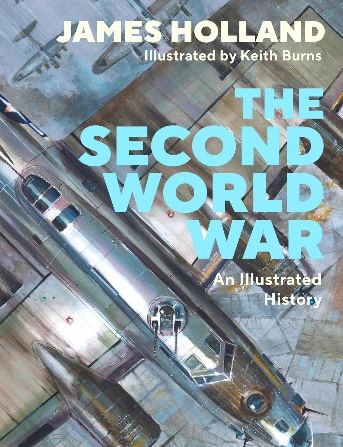 JAMES HOLLAND
Illustrated by Keith Burns
THE
SECOND
WORLD
WAR
An Illustrated
History